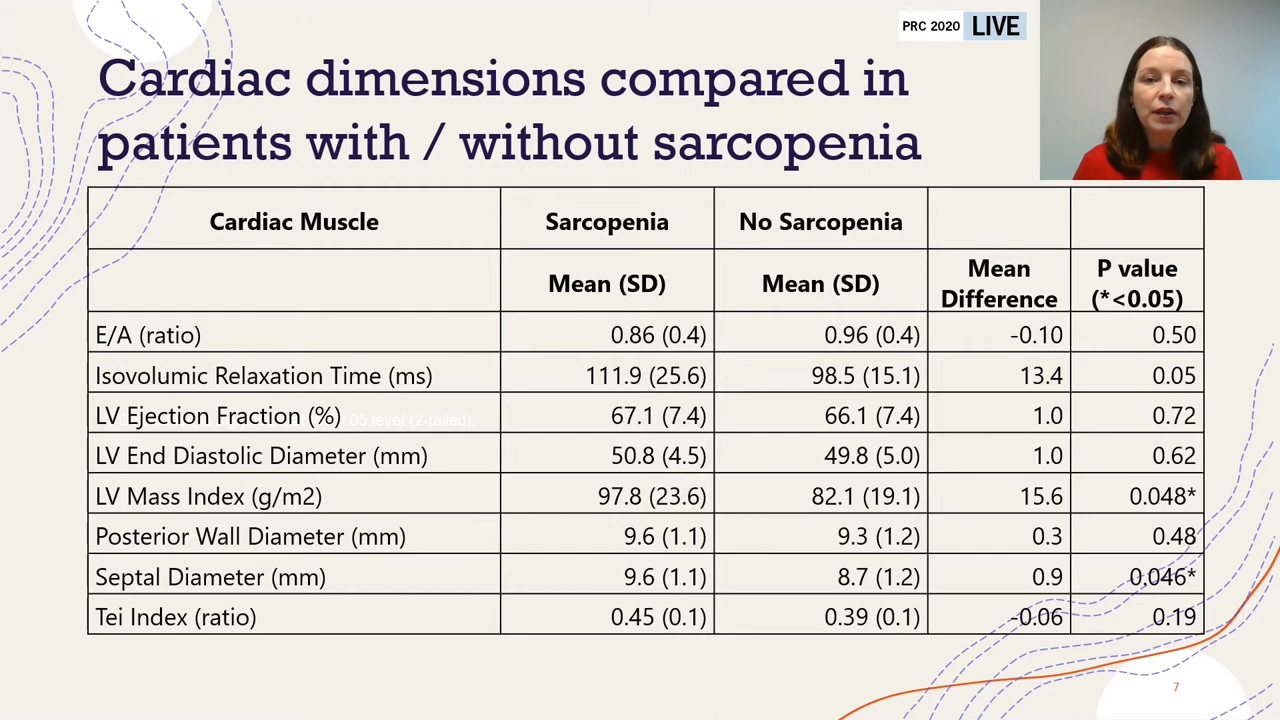 PRC 2020 LIVE
Cardiac dimensions compared in
patients with / without sarcopenia
Cardiac Muscle Sarcopenia No Sarcopenia
Mean (SD) Mean (SD) Mean Difference P value (*<0.05)
E/A (ratio) 0.86 (0.4) 0.96 (0.4) -0.10 0.50
Isovolumic Relaxation Time (ms) 111.9 (25.6) 98.5 (15.1) 13.4 0.05
LV Ejection Fraction (%) 67.1 (7.4) 66.1 (7.4) 1.0 0.72
05 level (2-tailed)
LV End Diastolic Diameter (mm) 50.8 (4.5) 49.8 (5.0) 1.0 0.62
LV Mass Index (g/m2) 97.8 (23.6) 82.1 (19.1) 15.6 0.048*
Posterior Wall Diameter (mm) 9.6 (1.1) 9.3 (1.2) 0.3 0.48
Septal Diameter (mm) 9.6 (1.1) 8.7 (1.2) 0.9 0.046*
Tei Index (ratio) 0.45 (0.1) 0.39 (0.1) -0.06 0.19
7